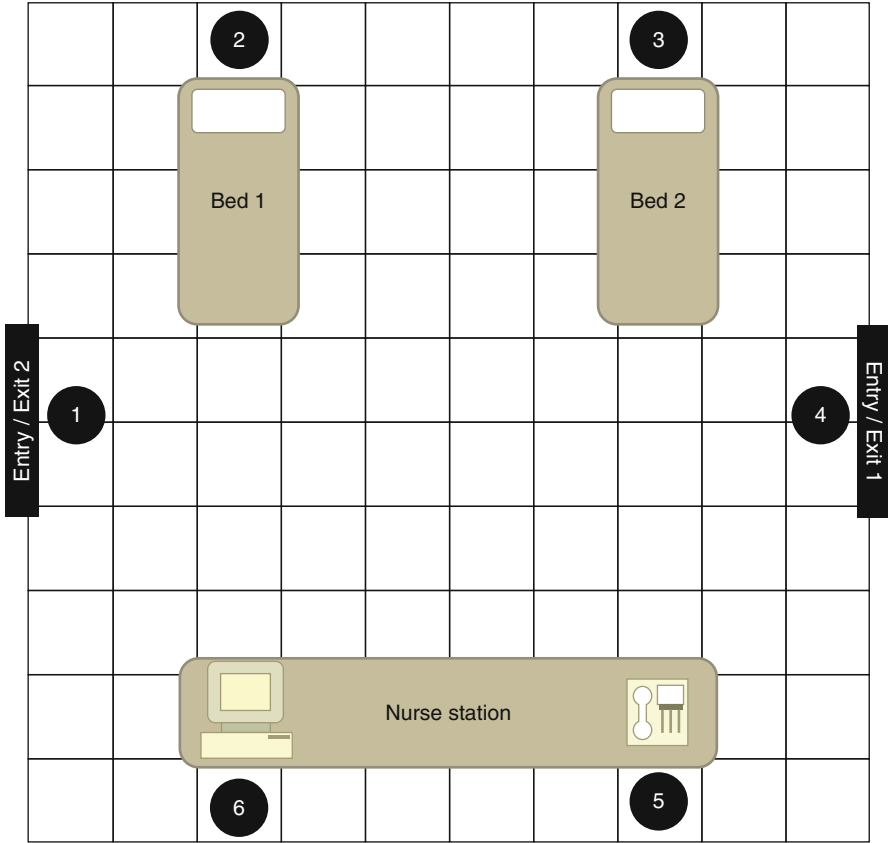 2
3
Bed 1
Bed 2
Entry / Exit 2
1
4
Entry / Exit 1
Nurse station
6
5